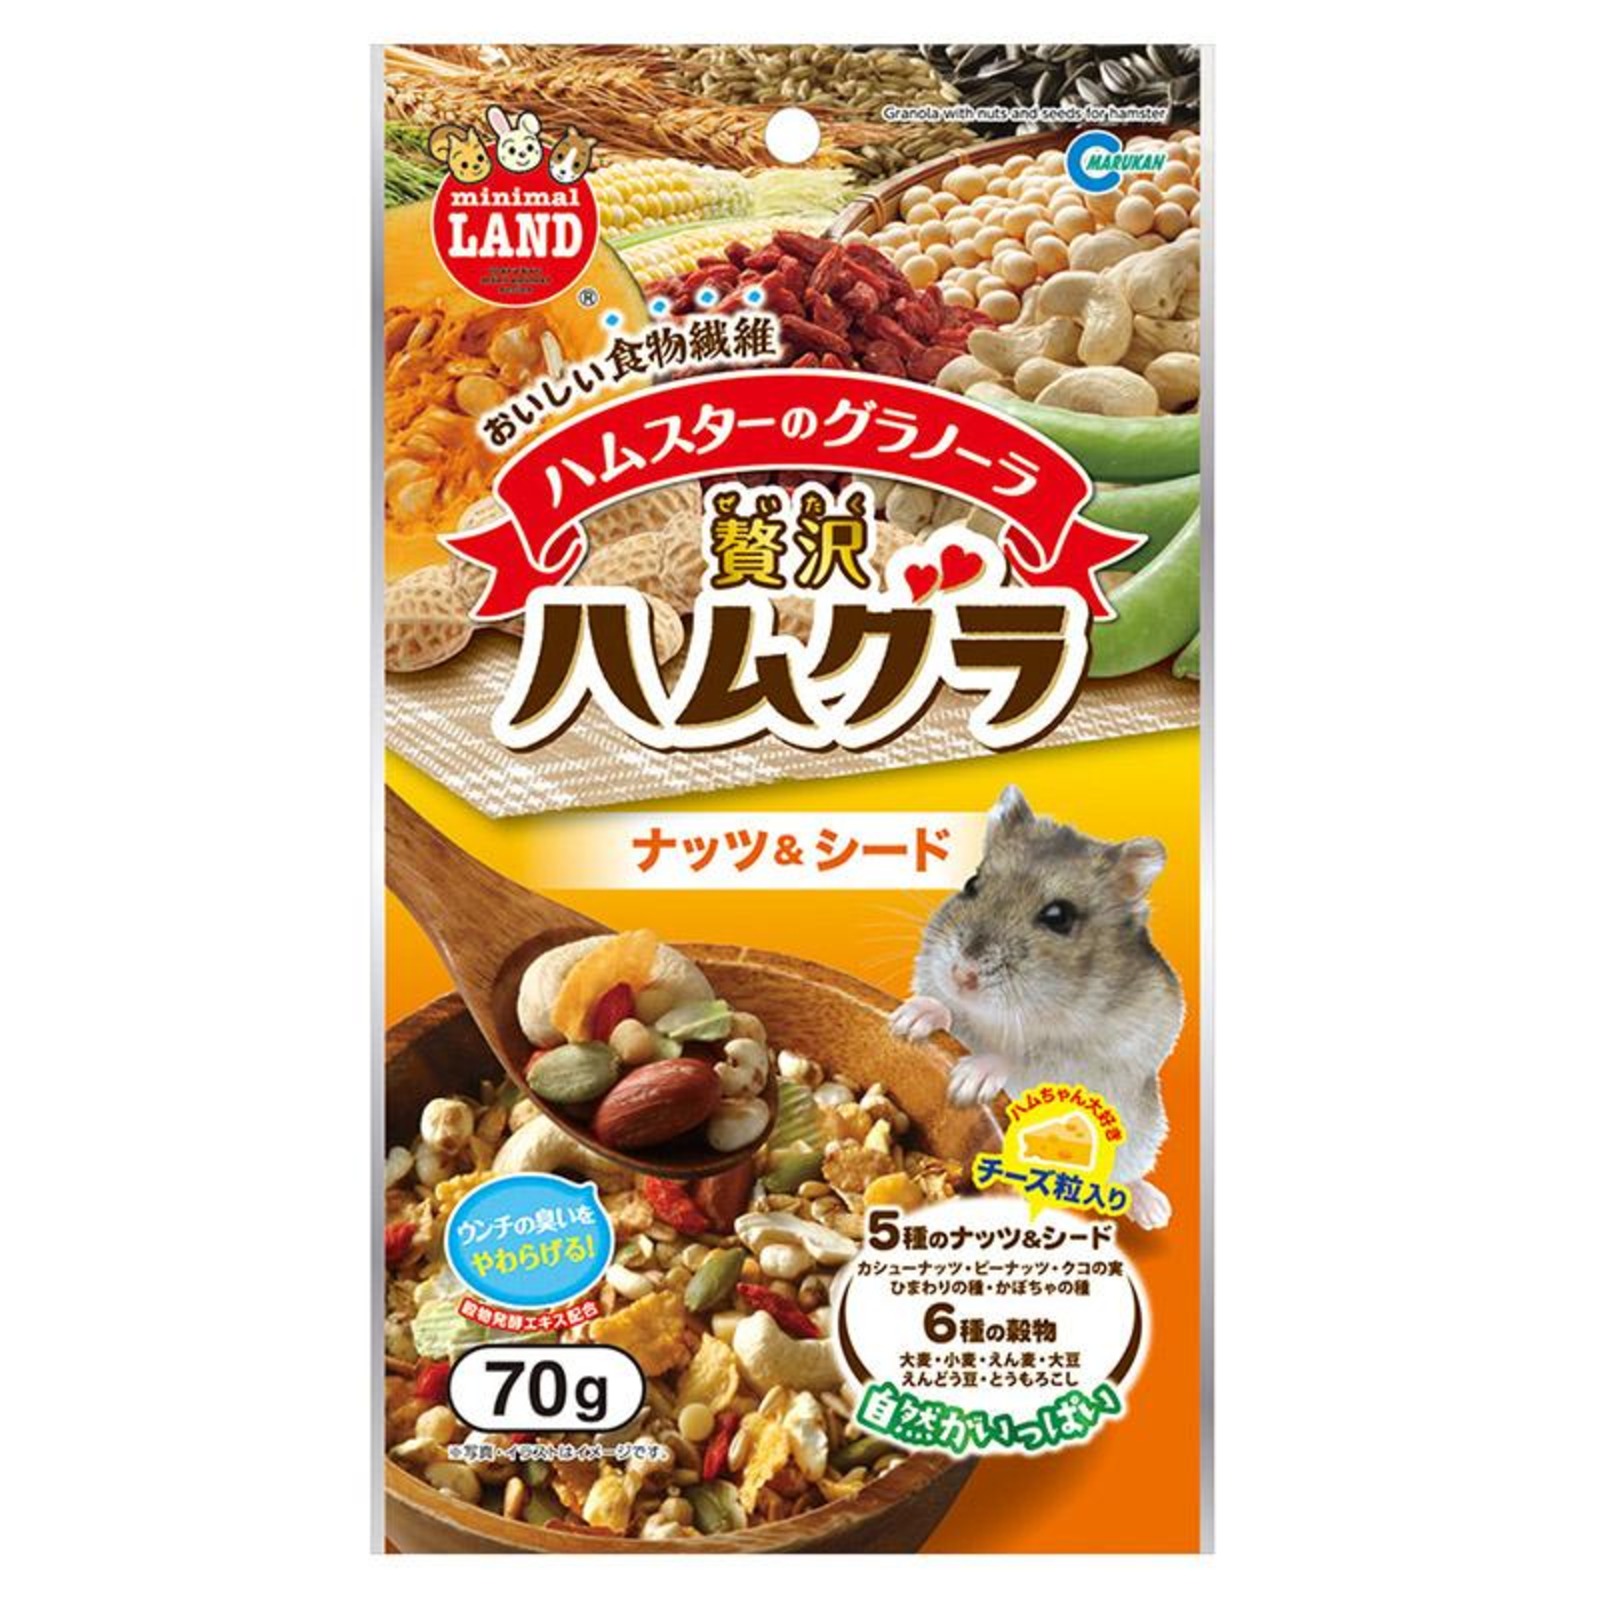 Granola with nuts and seeds for hamster
MARUKAN
minimal
LAND
®
おいしい食物繊維
ハムスターのグラノーラ
ぜいたく
贅沢
ハムグラ
ナッツ&シード
ハムちゃん大好き
チーズ粒入り
5種のナッツ&シード
カシューナッツ・ピーナッツ・クコの実
ひまわりの種・かぼちゃの種
6種の穀物
大麦・小麦・えん麦・大豆
えんどう豆・とうもろこし
自然がいっぱい
ウンチの臭いを
やわらげる!
穀物発酵エキス配合
70g
※写真・イラストはイメージです。